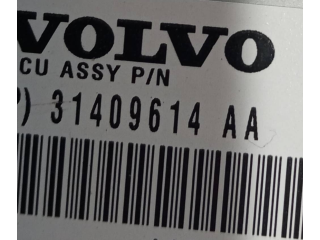 VOLVO
CU ASSY P/N
P) 31409614 AA